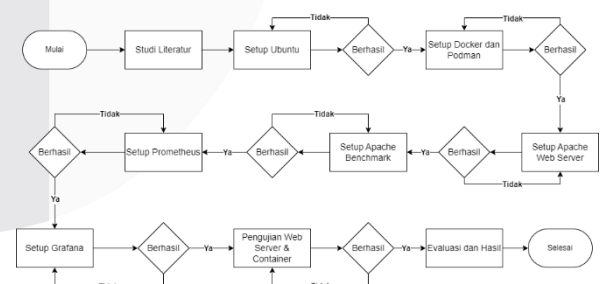 Tidak
Tidak
Mulai
Studi Literatur
Setup Ubuntu
Berhasil
Ya
Setup Docker dan
Podman
Berhasil
Ya
Tidak
Tidak
Berhasil
Setup Prometheus
Ya
Berhasil
Setup Apache
Benchmark
Ya
Berhasil
Setup Apache
Web Server
Tidak
Ya
Setup Grafana
Berhasil
Ya
Pengujian Web
Server &
Container
Berhasil
Ya
Evaluasi dan Hasil
Selesai